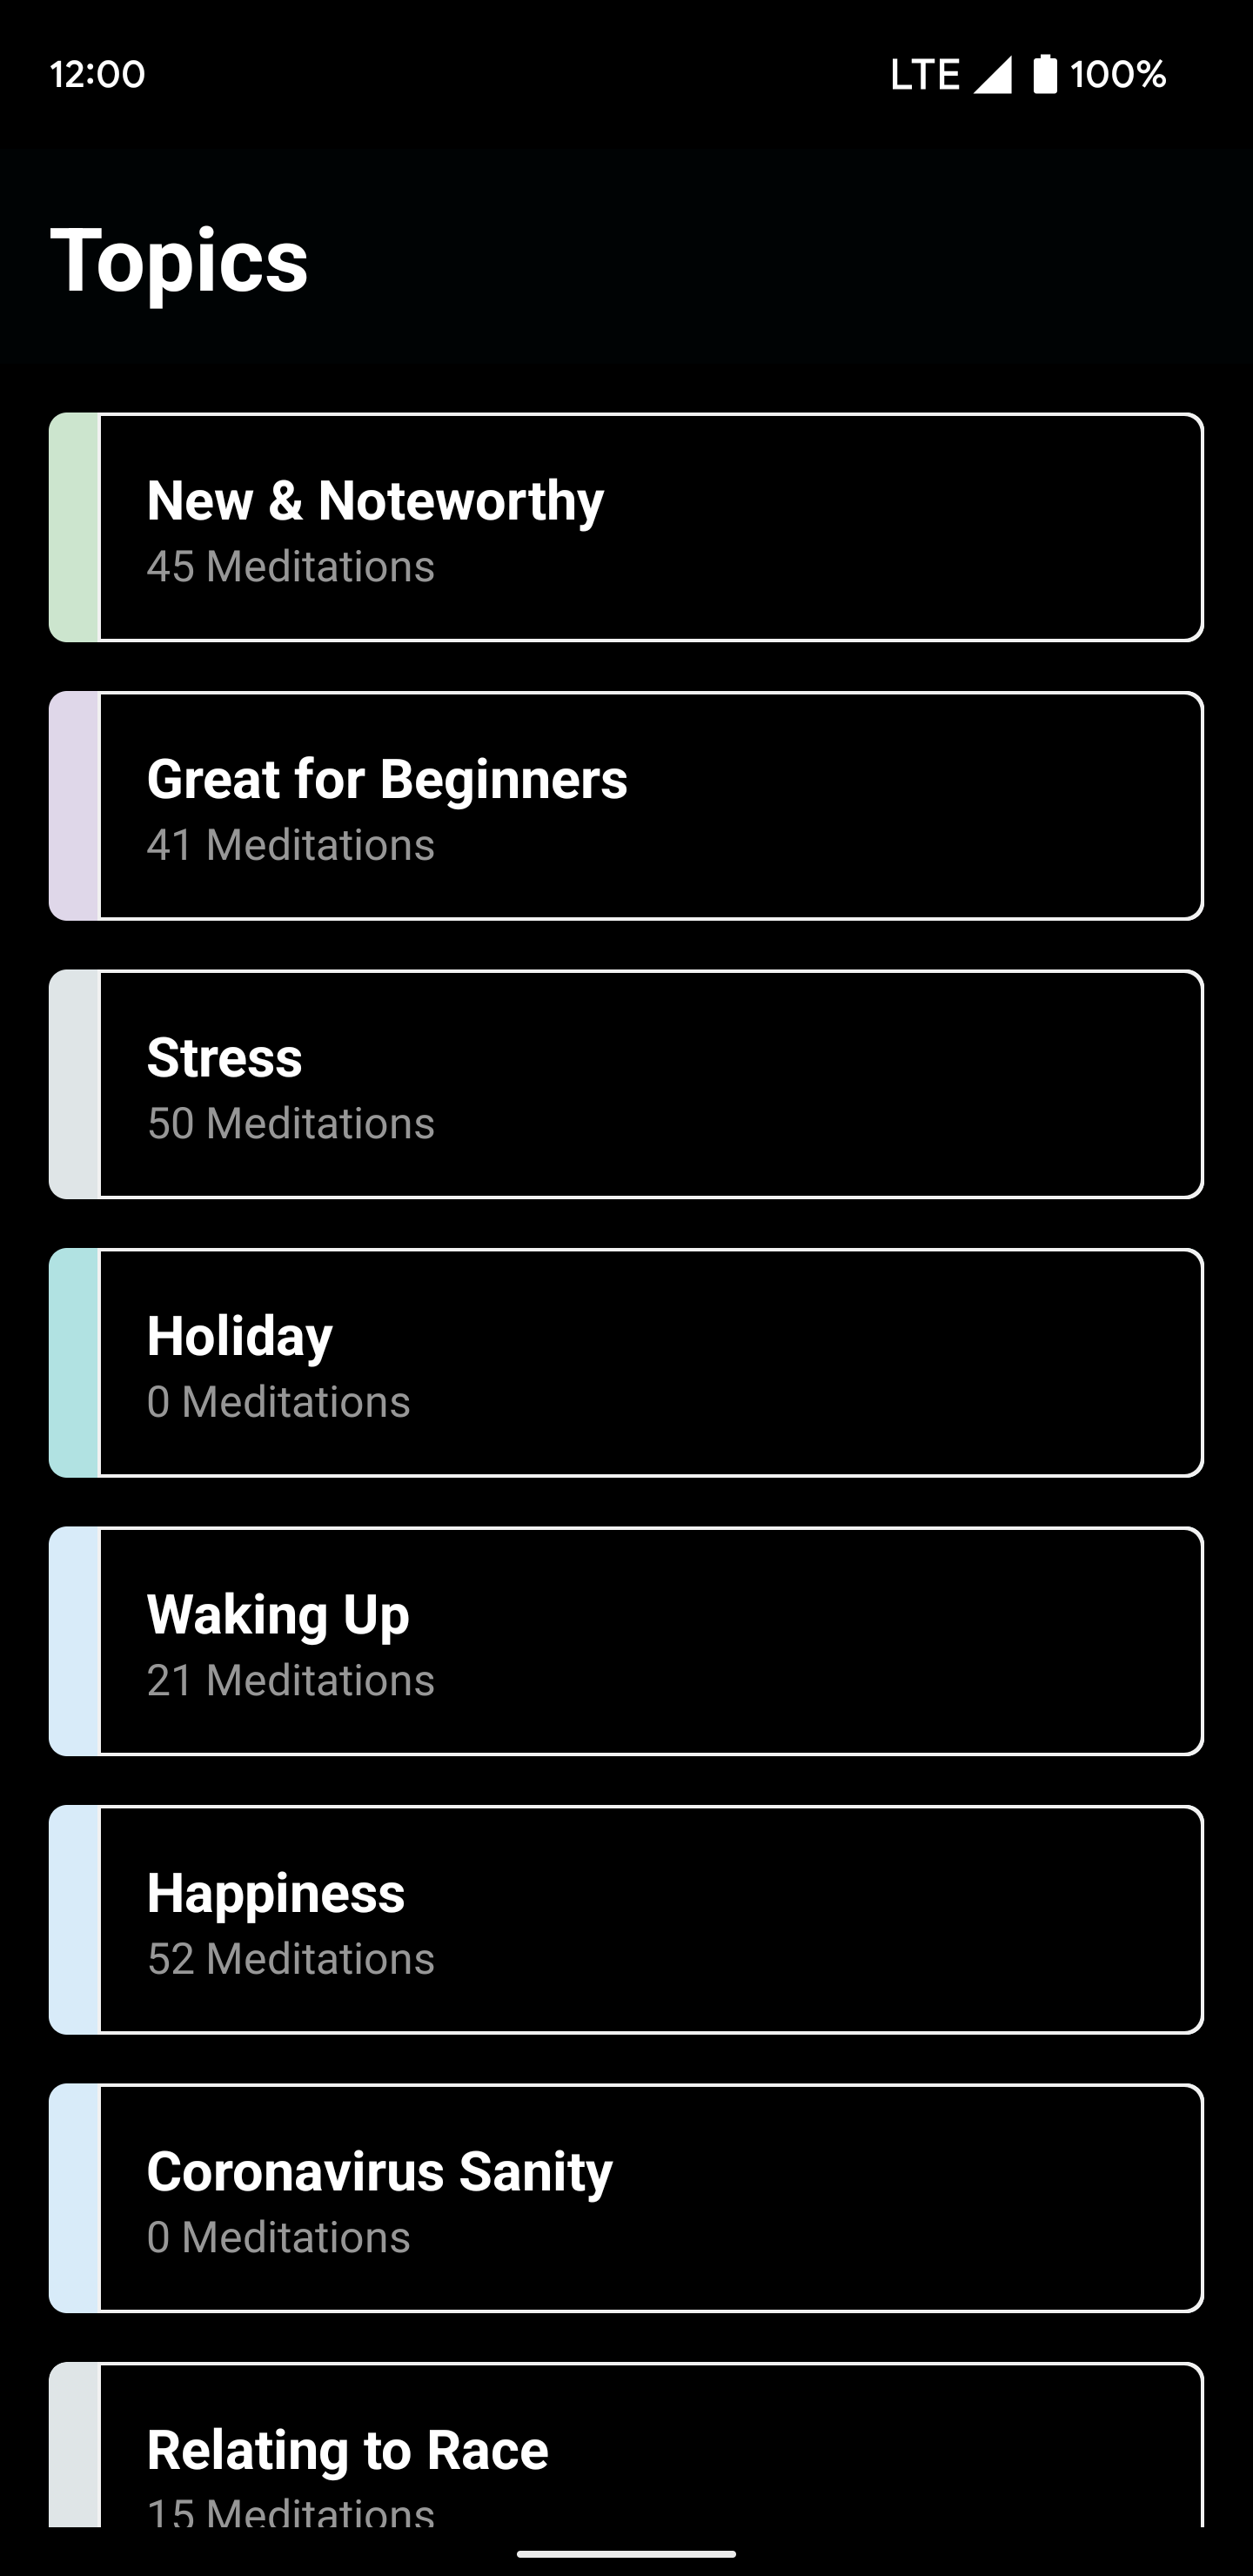 12:00
LTE 100%
Topics
New & Noteworthy
45 Meditations
Great for Beginners
41 Meditations
Stress
50 Meditations
Holiday
0 Meditations
Waking Up
21 Meditations
Happiness
52 Meditations
Coronavirus Sanity
0 Meditations
Relating to Race
15 Meditations